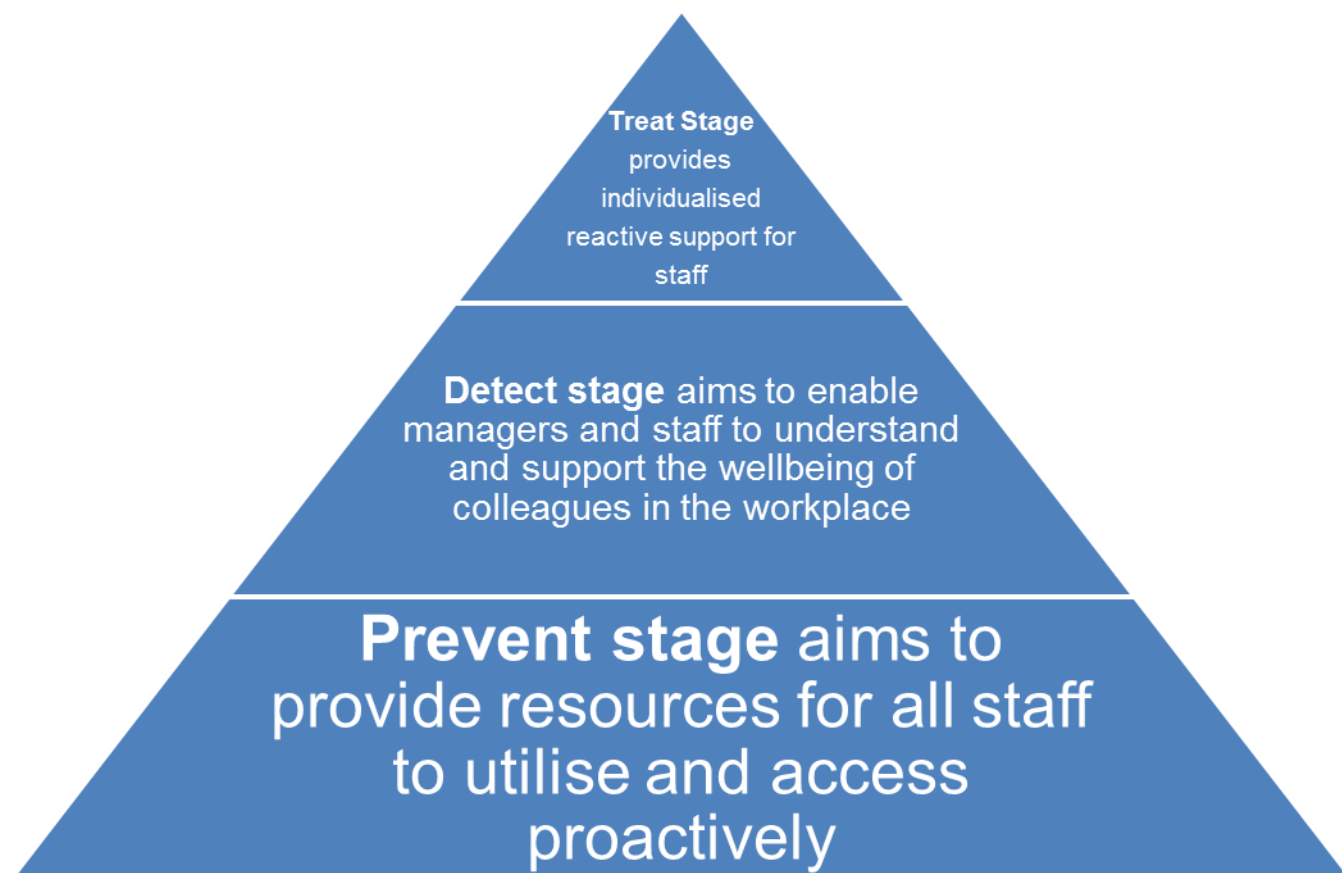 Treat Stage
provides
individualised
reactive support for
staff
Detect stage aims to enable
managers and staff to understand
and support the wellbeing of
colleagues in the workplace
Prevent stage aims to
provide resources for all staff
to utilise and access
proactively